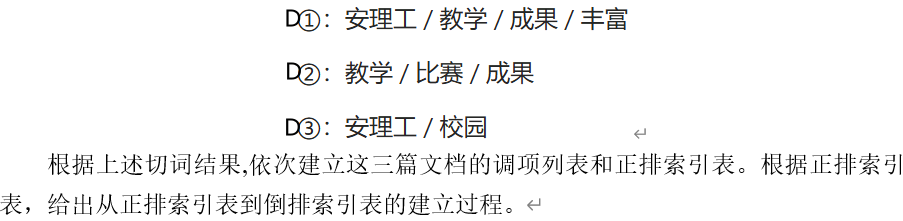 D①：安理工 / 教学 / 成果 / 丰富
D②：教学 / 比赛 / 成果
D③：安理工 / 校园
根据上述切词结果,依次建立这三篇文档的调项列表和正排索引表。根据正排索引
表，给出从正排索引表到倒排索引表的建立过程。